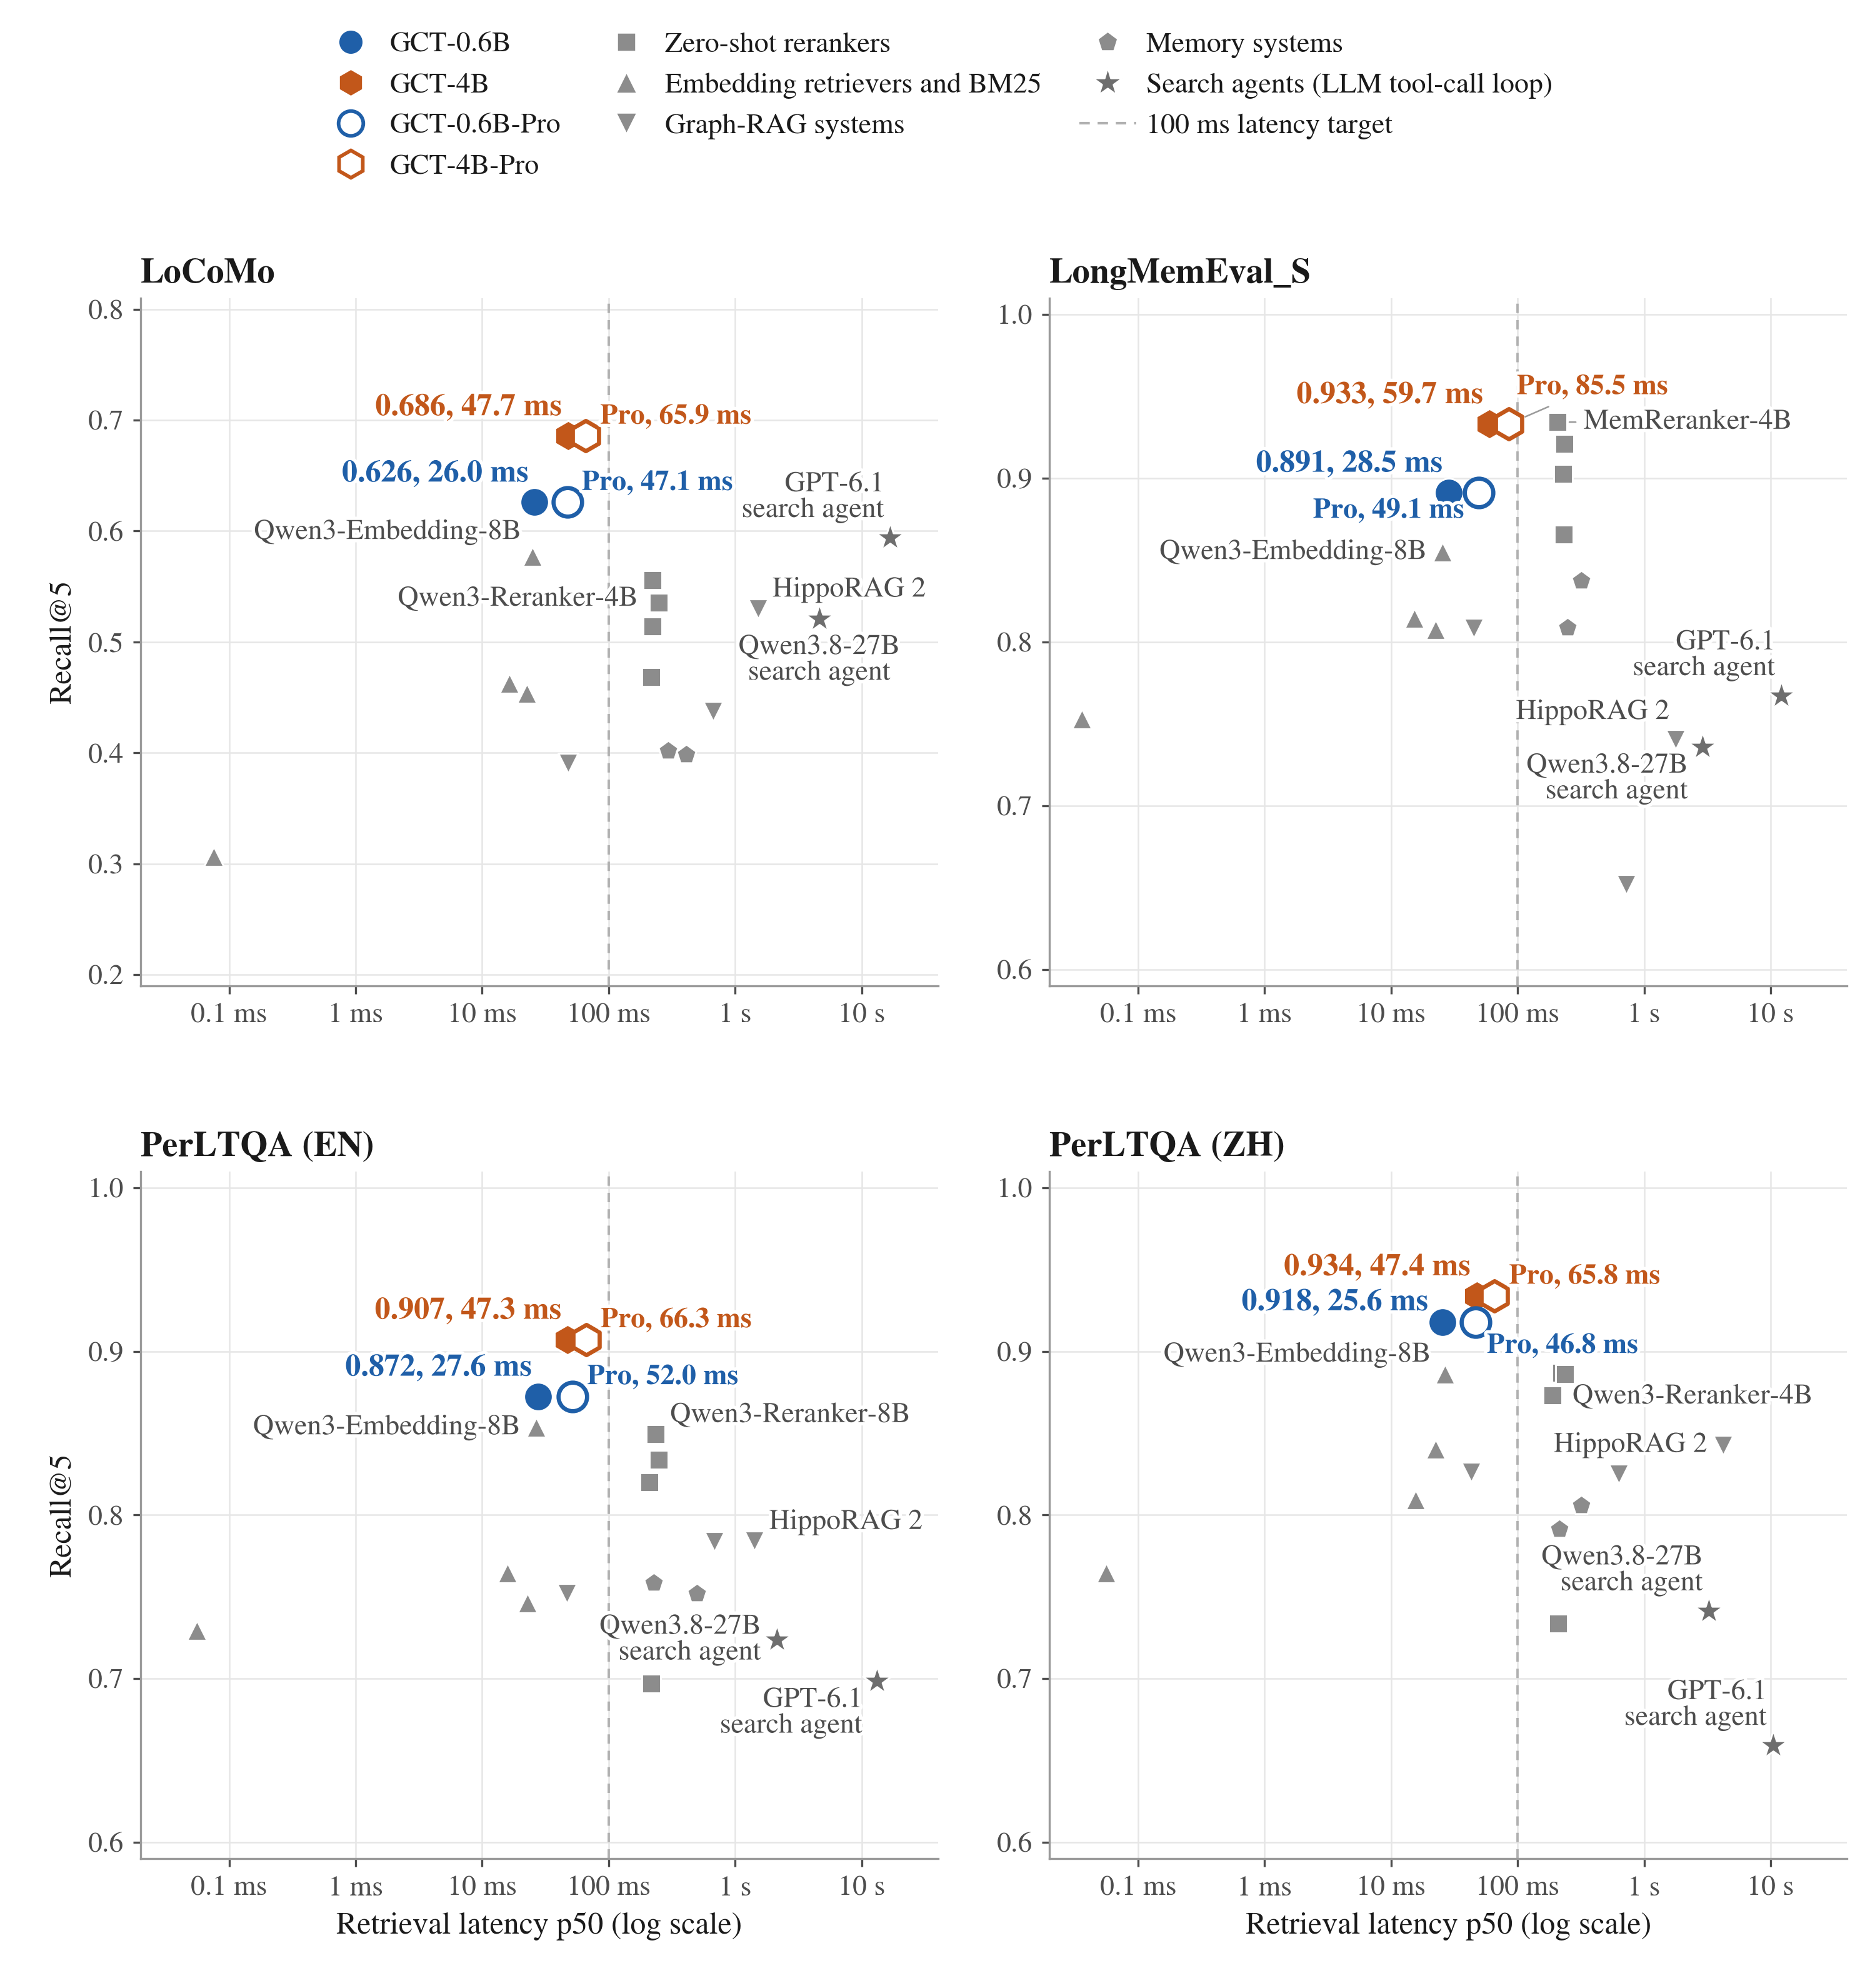 GCT-0.6B
GCT-4B
GCT-0.6B-Pro
GCT-4B-Pro
Zero-shot rerankers
Embedding retrievers and BM25
Graph-RAG systems
Memory systems
Search agents (LLM tool-call loop)
100 ms latency target
LoCoMo
0.8
0.7
0.6
0.5
0.4
0.3
0.2
Recall@5
0.686, 47.7 ms
Pro, 65.9 ms
0.626, 26.0 ms
Pro, 47.1 ms
GPT-6.1
search agent
Qwen3-Embedding-8B
Qwen3-Reranker-4B
HippoRAG 2
Qwen3.8-27B
search agent
0.1 ms
1 ms
10 ms
100 ms
1 s
10 s
LongMemEval_S
1.0
0.9
0.8
0.7
0.6
0.933, 59.7 ms
Pro, 85.5 ms
MemReranker-4B
0.891, 28.5 ms
Pro, 49.1 ms
Qwen3-Embedding-8B
GPT-6.1
search agent
HippoRAG 2
Qwen3.8-27B
search agent
0.1 ms
1 ms
10 ms
100 ms
1 s
10 s
PerLTQA (EN)
1.0
0.9
0.8
0.7
0.6
Recall@5
0.907, 47.3 ms
Pro, 66.3 ms
0.872, 27.6 ms
Pro, 52.0 ms
Qwen3-Embedding-8B
Qwen3-Reranker-8B
HippoRAG 2
Qwen3.8-27B
search agent
GPT-6.1
search agent
0.1 ms
1 ms
10 ms
100 ms
1 s
10 s
Retrieval latency p50 (log scale)
PerLTQA (ZH)
1.0
0.9
0.8
0.7
0.6
0.934, 47.4 ms
Pro, 65.8 ms
0.918, 25.6 ms
Pro, 46.8 ms
Qwen3-Embedding-8B
Qwen3-Reranker-4B
HippoRAG 2
Qwen3.8-27B
search agent
GPT-6.1
search agent
0.1 ms
1 ms
10 ms
100 ms
1 s
10 s
Retrieval latency p50 (log scale)